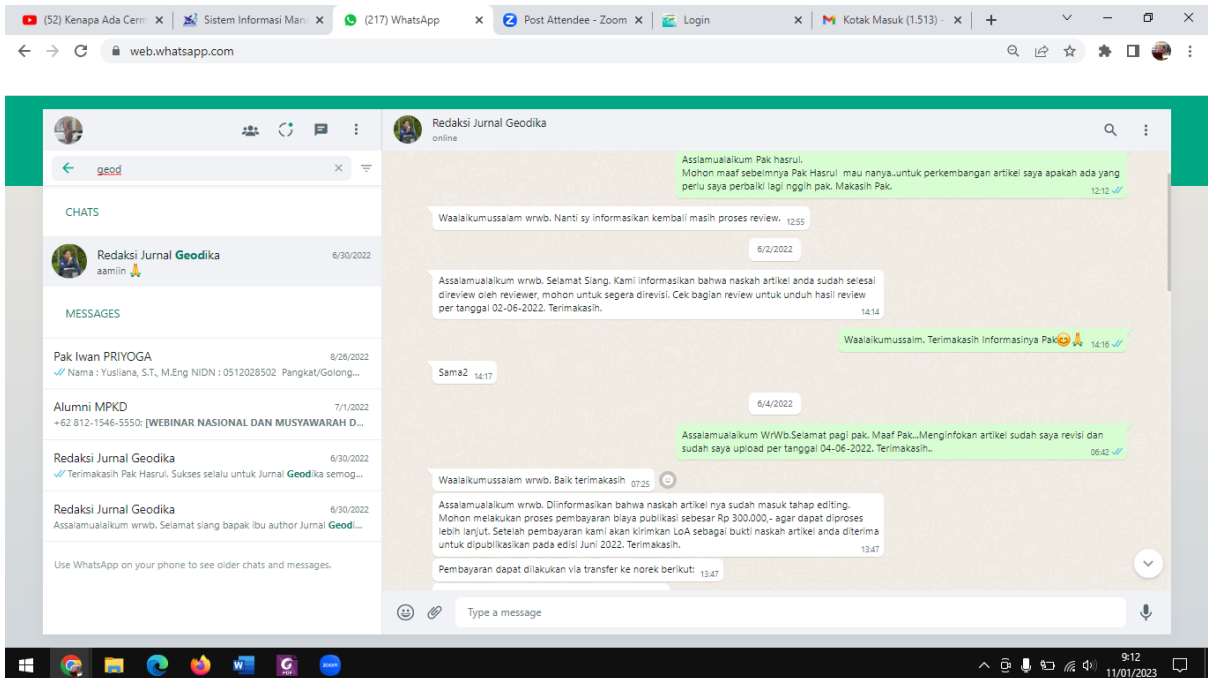 (52) Kenapa Ada Cerm
Sistem Informasi Man
(217) WhatsApp
Post Attendee - Zoom
Login
Kotak Masuk (1.513) -
web.whatsapp.com
Redaksi Jurnal Geodika
online
geod
CHATS
Redaksi Jurnal Geodika 6/30/2022
aamiin 🙏
MESSAGES
Pak Iwan PRIYOGA 8/26/2022
Nama : Yusliana, S.T., M.Eng NIDN : 0512028502 Pangkat/Golong...
Alumni MPKD 7/1/2022
+62 812-1546-5550: [WEBINAR NASIONAL DAN MUSYAWARAH D...
Redaksi Jurnal Geodika 6/30/2022
Terimakasih Pak Hasrul. Sukses selalu untuk Jurnal Geodika semog...
Redaksi Jurnal Geodika 6/30/2022
Assalamualaikum wrwb. Selamat siang bapak ibu author Jurnal Geodi...
Use WhatsApp on your phone to see older chats and messages.
Asslamualaikum Pak hasrul.
Mohon maaf sebelmnya Pak Hasrul mau nanya..untuk perkembangan artikel saya apakah ada yang
perlu saya perbaiki lagi nggih pak. Makasih Pak.
12:12
Waalaikumussalam wrwb. Nanti sy informasikan kembali masih proses review. 12:55
6/2/2022
Assalamualaikum wrwb. Selamat Siang. Kami informasikan bahwa naskah artikel anda sudah selesai
direview oleh reviewer, mohon untuk segera direvisi. Cek bagian review untuk unduh hasil review
per tanggal 02-06-2022. Terimakasih.
14:14
Waalaikumussalm. Terimakasih Informasinya Pak😊🙏 14:16
Sama2 14:17
6/4/2022
Assalamualaikum WrWb.Selamat pagi pak. Maaf Pak...Menginfokan artikel sudah saya revisi dan
sudah saya upload per tanggal 04-06-2022. Terimakasih..
06:42
Waalaikumussalam wrwb. Baik terimakasih 07:25
Assalamualaikum wrwb. Diinformasikan bahwa naskah artikel nya sudah masuk tahap editing.
Mohon melakukan proses pembayaran biaya publikasi sebesar Rp 300.000,- agar dapat diproses
lebih lanjut. Setelah pembayaran kami akan kirimkan LoA sebagai bukti naskah artikel anda diterima
untuk dipublikasikan pada edisi Juni 2022. Terimakasih.
13:47
Pembayaran dapat dilakukan via transfer ke norek berikut: 13:47
Type a message
9:12
11/01/2023